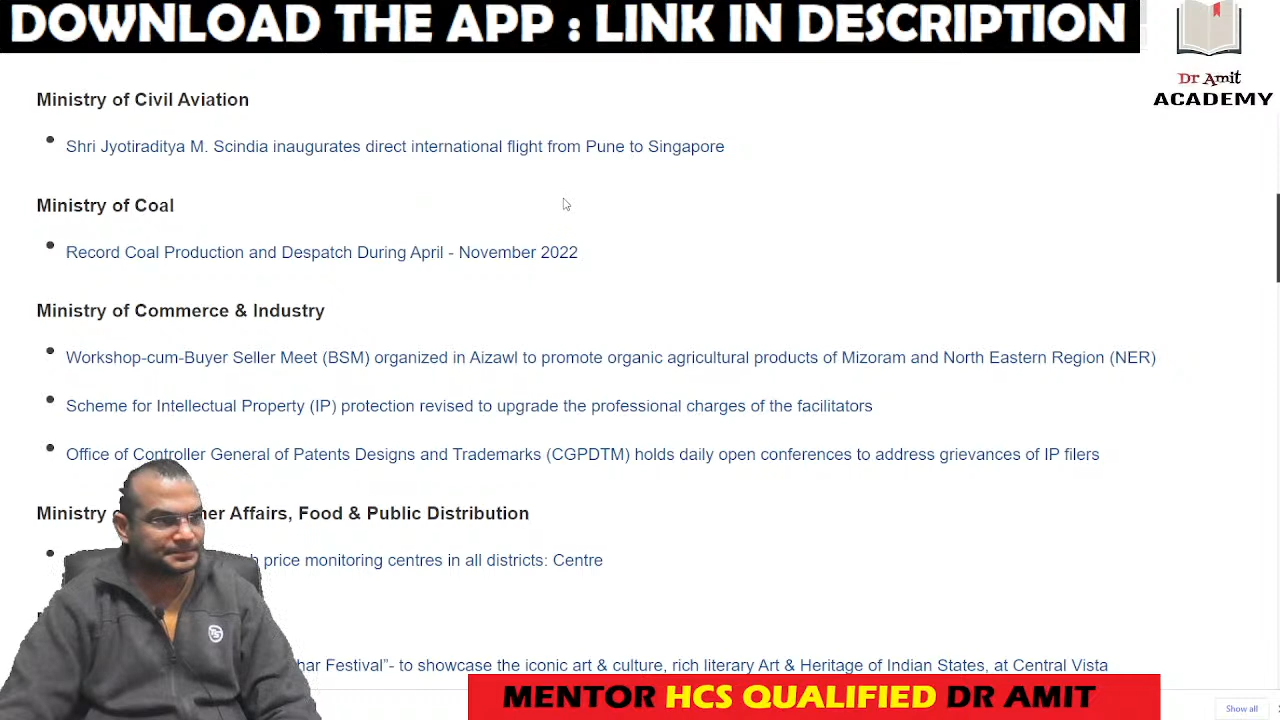 DOWNLOAD THE APP : LINK IN DESCRIPTION
Dr Amit
ACADEMY
Ministry of Civil Aviation
Shri Jyotiraditya M. Scindia inaugurates direct international flight from Pune to Singapore
Ministry of Coal
Record Coal Production and Despatch During April - November 2022
Ministry of Commerce & Industry
Workshop-cum-Buyer Seller Meet (BSM) organized in Aizawl to promote organic agricultural products of Mizoram and North Eastern Region (NER)
Scheme for Intellectual Property (IP) protection revised to upgrade the professional charges of the facilitators
Office of Controller General of Patents Designs and Trademarks (CGPDTM) holds daily open conferences to address grievances of IP filers
Ministry Affairs, Food & Public Distribution
price monitoring centres in all districts: Centre
Festival”- to showcase the iconic art & culture, rich literary Art & Heritage of Indian States, at Central Vista
MENTOR HCS QUALIFIED DR AMIT
Show all